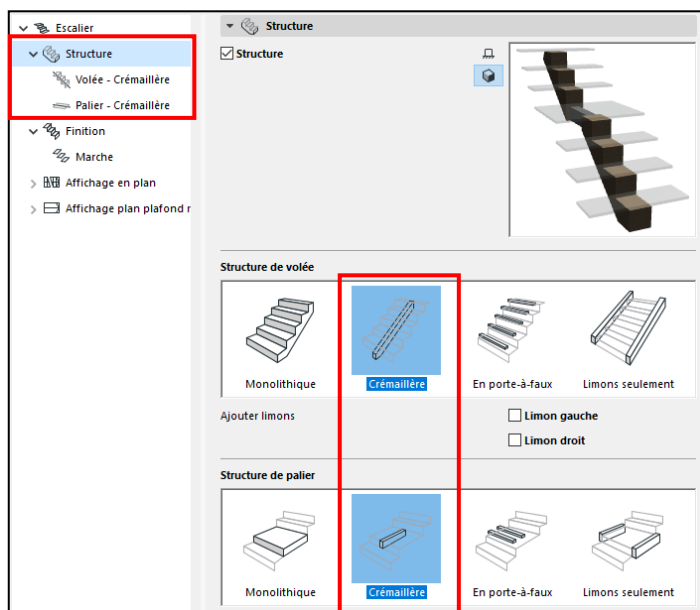 Escalier
Structure
Volée - Crémaillère
Palier - Crémaillère
Finition
Marche
Affichage en plan
Affichage plan plafond r
Structure
Structure
Structure de volée
Monolithique
Crémaillère
En porte-à-faux
Limons seulement
Ajouter limons
Limon gauche
Limon droit
Structure de palier
Monolithique
Crémaillère
En porte-à-faux
Limons seulement